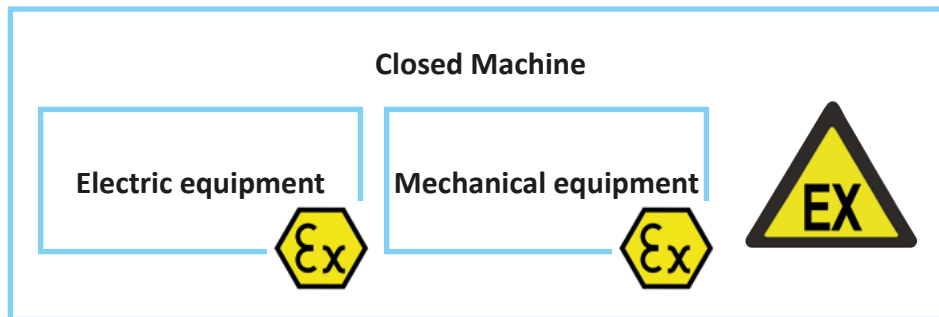 Closed Machine
Electric equipment
Mechanical equipment
EX
Ex
Ex